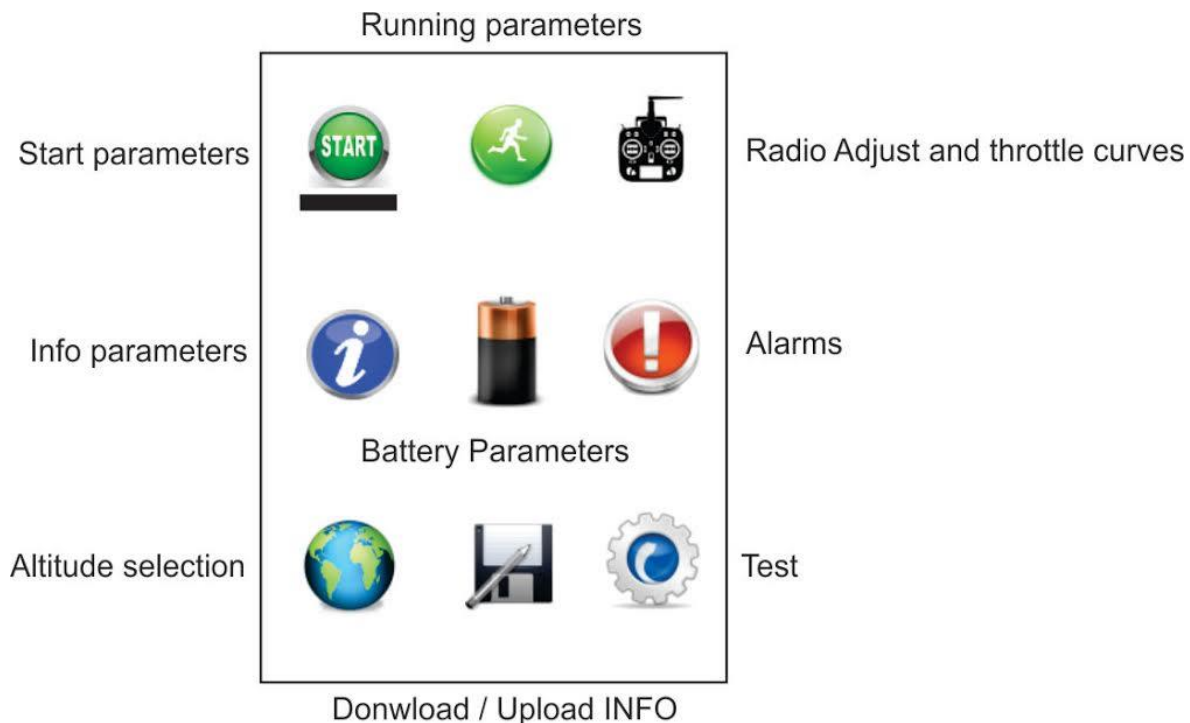 Running parameters
START
Start parameters
Radio Adjust and throttle curves
Info parameters
i
!
Alarms
Battery Parameters
Altitude selection
Test
Donwload / Upload INFO